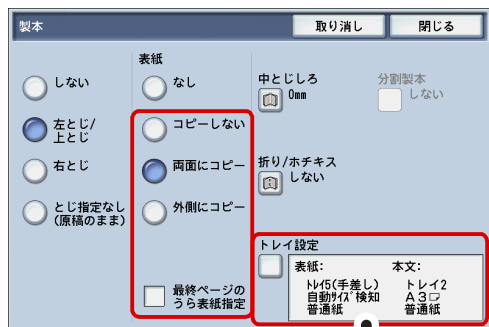 製本
取り消し
閉じる
しない
左とじ/
上とじ
右とじ
とじ指定なし
(原稿のまま)
表紙
なし
コピーしない
両面にコピー
外側にコピー
最終ページの
うら表紙指定
中とじしろ
0mm
折り/ホチキス
しない
分割製本
しない
トレイ設定
表紙:
トレイ5(手差し)
自動サイズ検知
普通紙
本文:
トレイ2
A3
普通紙